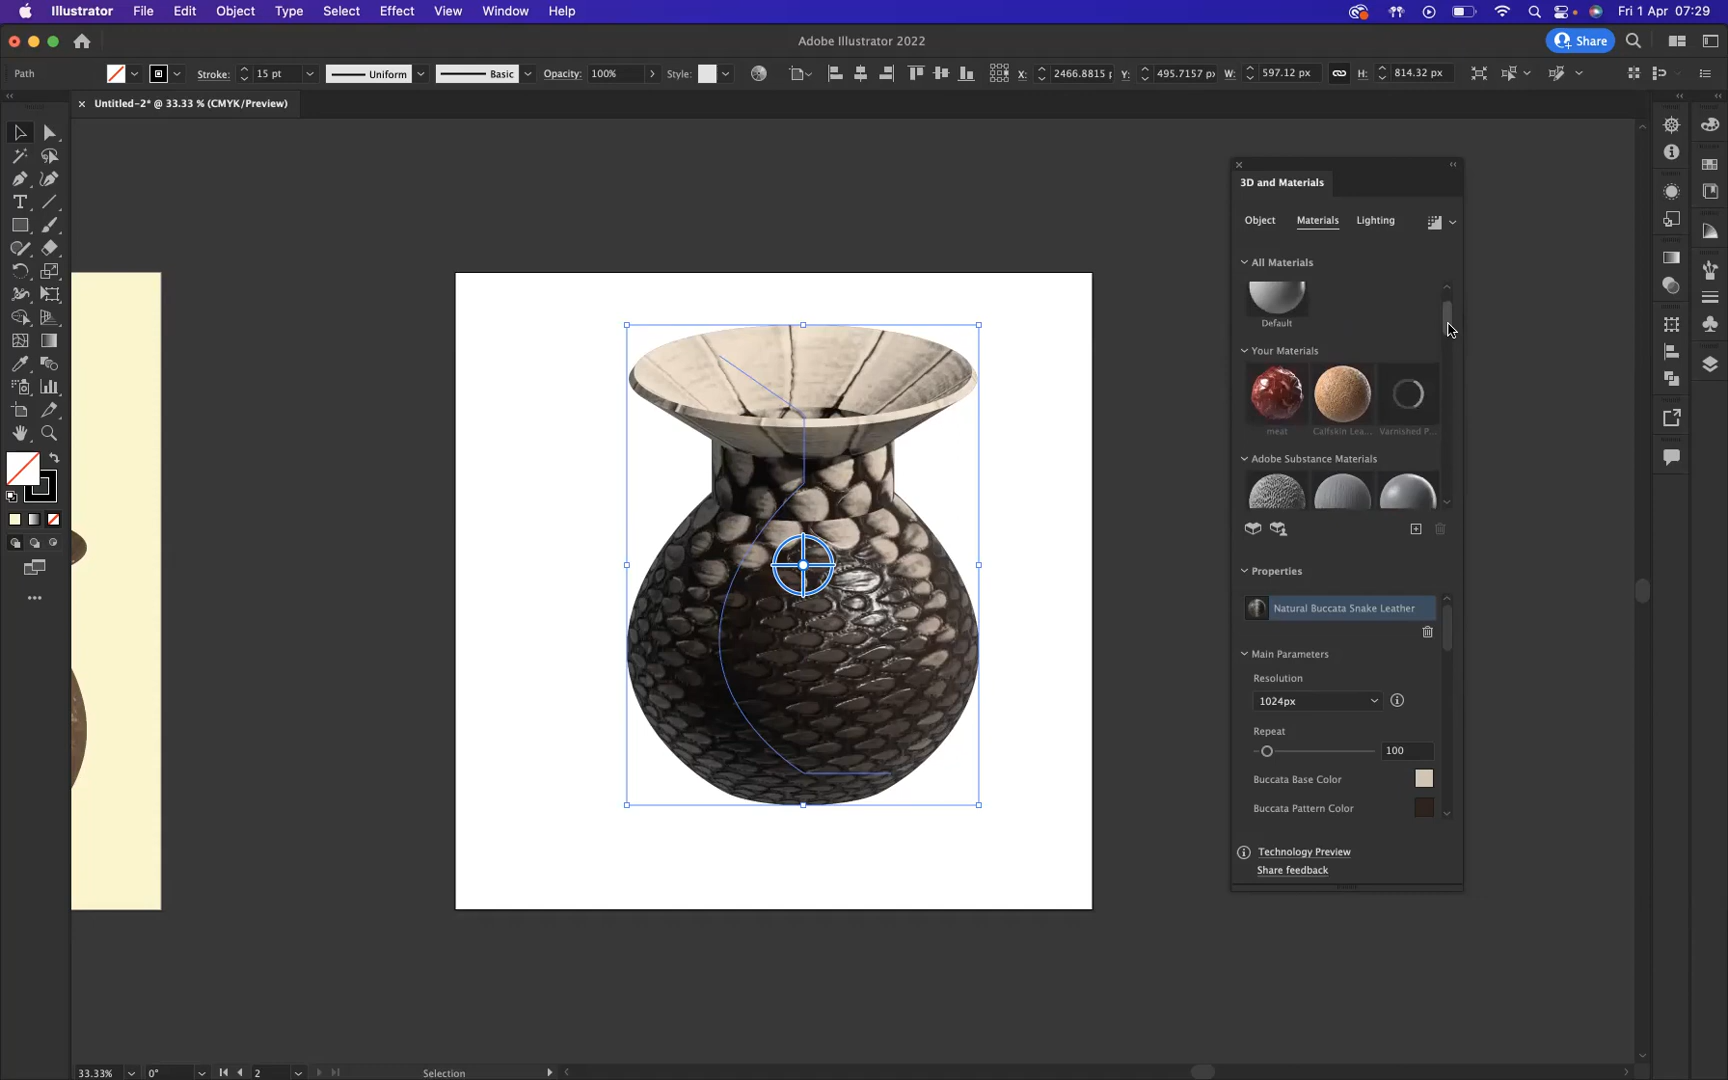 Illustrator File Edit Object Type Select Effect View Window Help Fri 1 Apr 07:29
Adobe Illustrator 2022 Share
Path Stroke: 15 pt Uniform Basic Opacity: 100% Style: X: 2466.8815 p Y: 495.7157 p W: 597.12 px H: 814.32 px
Untitled-2* @ 33.33 % (CMYK/Preview)
3D and Materials
Object Materials Lighting
All Materials
Default
Your Materials
meat Calfskin Lea... Varnished P...
Adobe Substance Materials
Properties
Natural Buccata Snake Leather
Main Parameters
Resolution
1024px
Repeat
100
Buccata Base Color
Buccata Pattern Color
Technology Preview
Share feedback
33.33% 0° 2 Selection